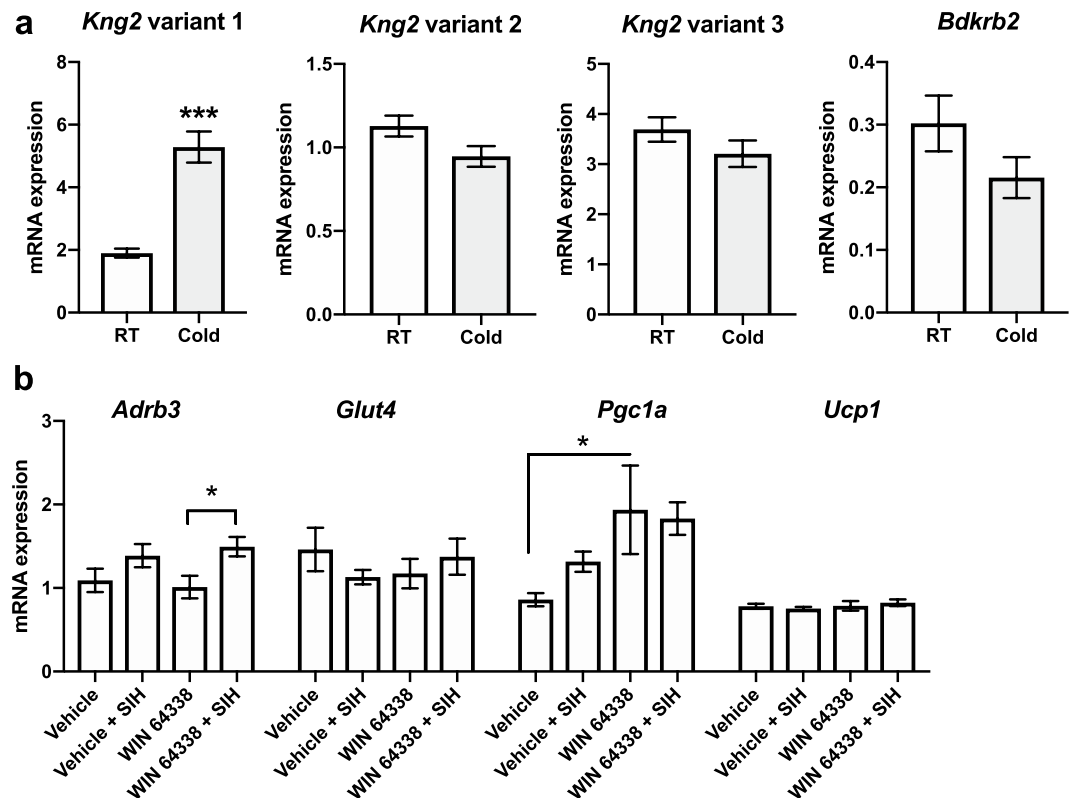 a
Kng2 variant 1
Kng2 variant 2
Kng2 variant 3
Bdkrb2
mRNA expression
8
6
4
2
0
***
RT
Cold
mRNA expression
1.5
1.0
0.5
0.0
RT
Cold
mRNA expression
5
4
3
2
1
0
RT
Cold
mRNA expression
0.4
0.3
0.2
0.1
0.0
RT
Cold
b
Adrb3
Glut4
Pgc1a
Ucp1
mRNA expression
3
2
1
0
*
*
Vehicle
Vehicle + SIH
WIN 64338
WIN 64338 + SIH
Vehicle
Vehicle + SIH
WIN 64338
WIN 64338 + SIH
Vehicle
Vehicle + SIH
WIN 64338
WIN 64338 + SIH
Vehicle
Vehicle + SIH
WIN 64338
WIN 64338 + SIH